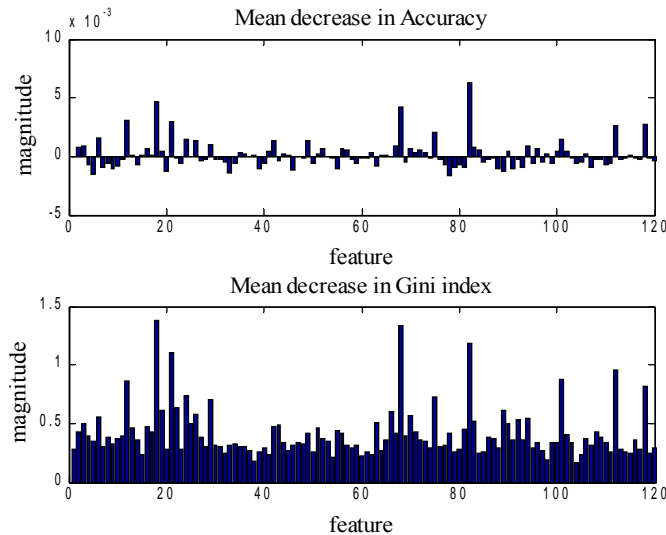 Mean decrease in Accuracy
x 10⁻³
10
5
0
-5
magnitude
0 20 40 60 80 100 120
feature
Mean decrease in Gini index
1.5
1
0.5
0
magnitude
0 20 40 60 80 100 120
feature